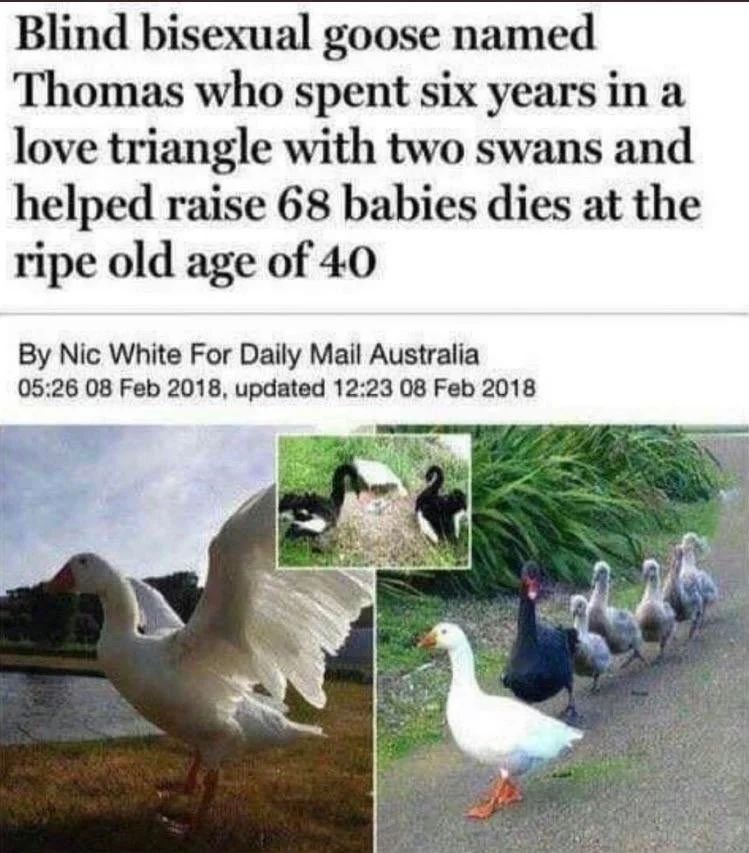 Blind bisexual goose named
Thomas who spent six years in a
love triangle with two swans and
helped raise 68 babies dies at the
ripe old age of 40
By Nic White For Daily Mail Australia
05:26 08 Feb 2018, updated 12:23 08 Feb 2018